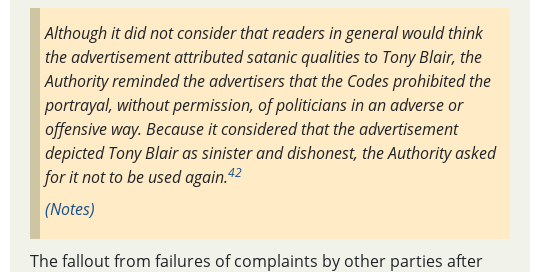 Although it did not consider that readers in general would think
the advertisement attributed satanic qualities to Tony Blair, the
Authority reminded the advertisers that the Codes prohibited the
portrayal, without permission, of politicians in an adverse or
offensive way. Because it considered that the advertisement
depicted Tony Blair as sinister and dishonest, the Authority asked
for it not to be used again.42
(Notes)
The fallout from failures of complaints by other parties after